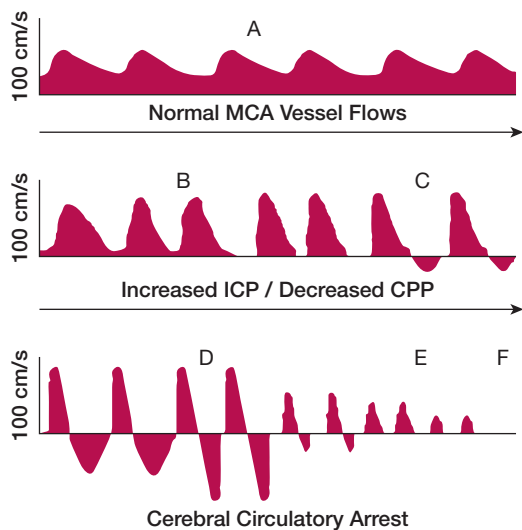 A
100 cm/s
Normal MCA Vessel Flows
B C
100 cm/s
Increased ICP / Decreased CPP
D E F
100 cm/s
Cerebral Circulatory Arrest